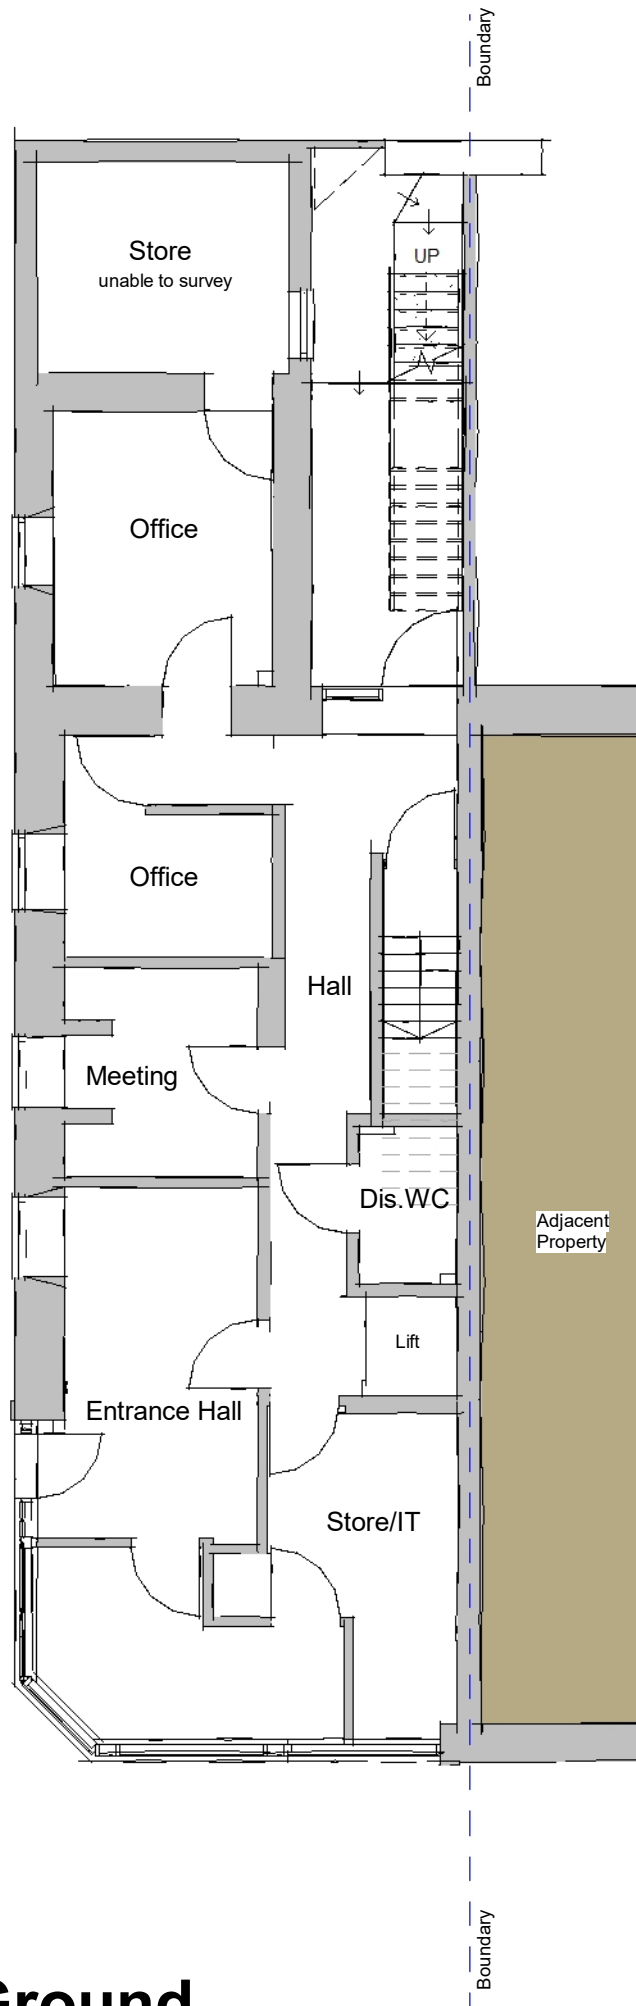 Boundary
Store
unable to survey
UP
Office
Office
Hall
Meeting
Dis.WC
Adjacent
Property
Lift
Entrance Hall
Store/IT
Boundary
Ground